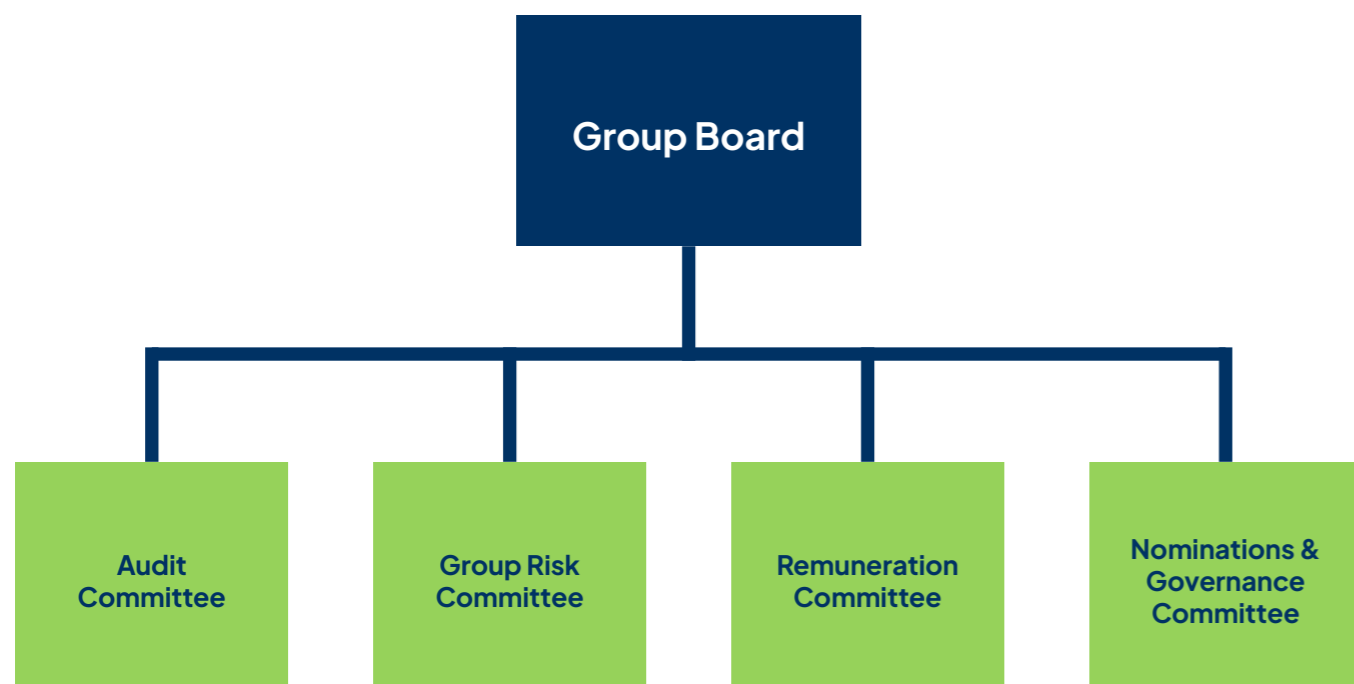 Group Board
Audit
Committee
Group Risk
Committee
Remuneration
Committee
Nominations &
Governance
Committee